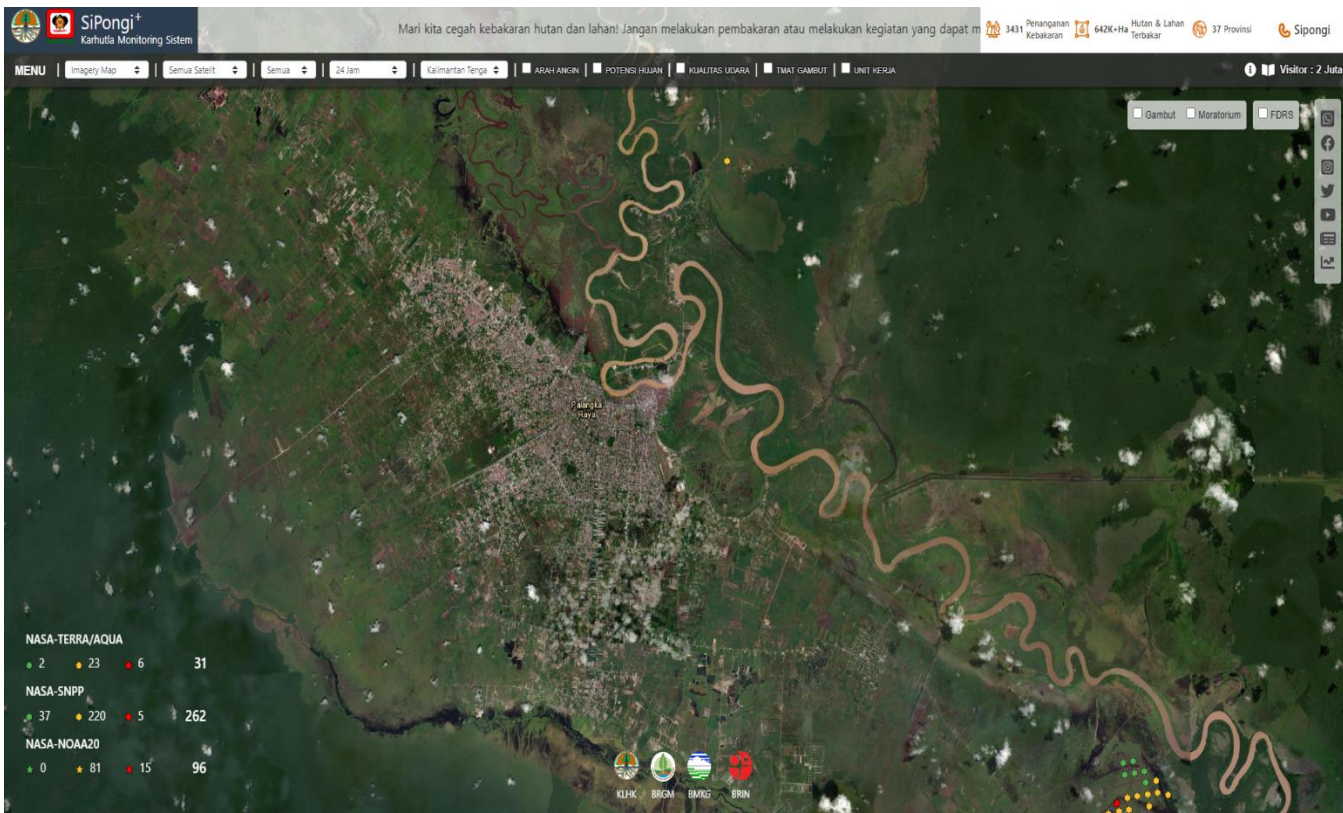 SiPongi+
Karhutla Monitoring Sistem
Mari kita cegah kebakaran hutan dan lahan! Jangan melakukan pembakaran atau melakukan kegiatan yang dapat m
3431 Penanganan Kebakaran
642K+Ha Hutan & Lahan Terbakar
37 Provinsi
Sipongi
MENU | Imagery Map | Semua Satelit | Semua | 24 Jam | Kalimantan Tenga | ARAH ANGIN | POTENSI HUJAN | KUALITAS UDARA | TMAT GAMBUT | UNIT KERJA
Visitor : 2 Juta
Gambut Moratorium FDRS
Palangka
Raya
NASA-TERRA/AQUA
2 23 6 31
NASA-SNPP
37 220 5 262
NASA-NOAA20
0 81 15 96
KLHK BRGM BMKG BRIN